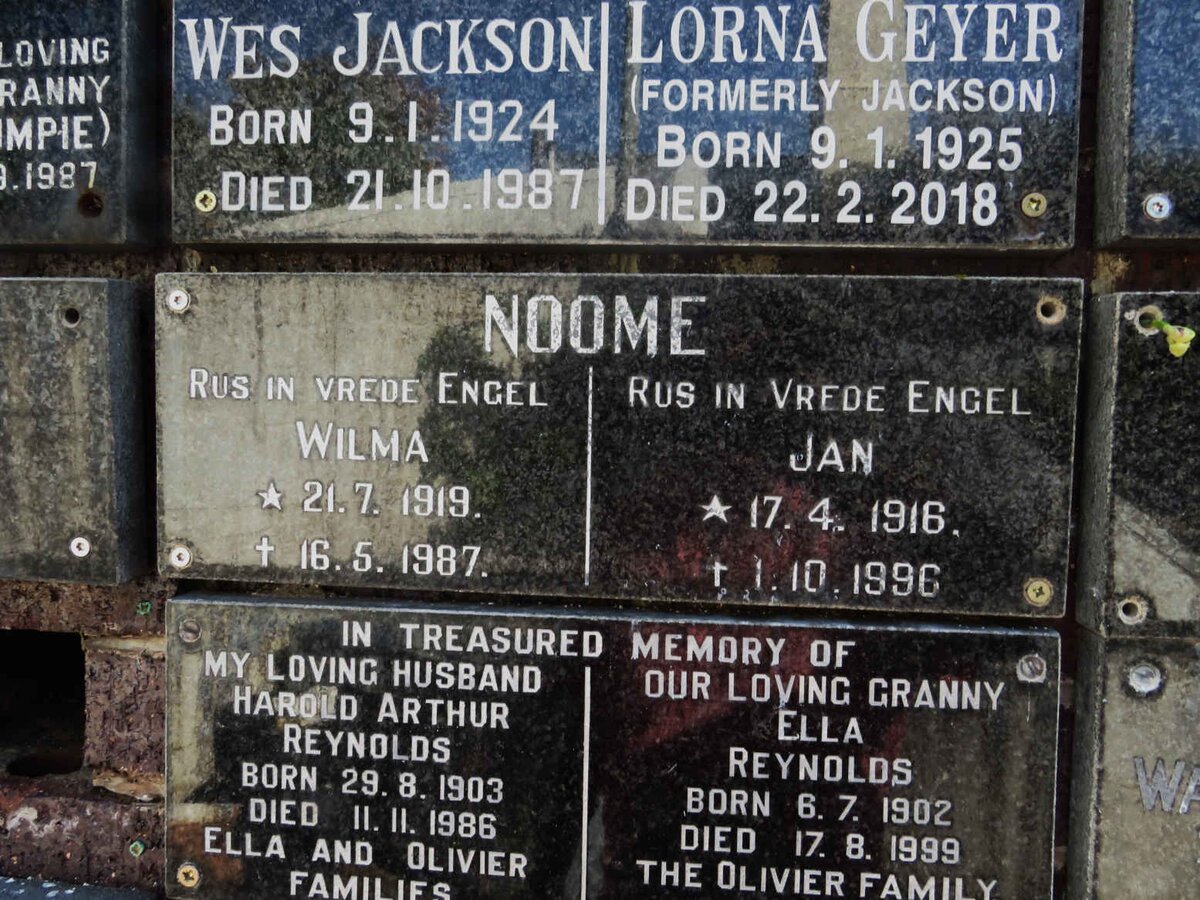 LOVING
GRANNY
IMPIE)
.1987
WES JACKSON
BORN 9.1.1924
DIED 21.10.1987
LORNA GEYER
(FORMERLY JACKSON)
BORN 9.1.1925
DIED 22.2.2018
NOOME
RUS IN VREDE ENGEL
WILMA
★ 21.7.1919.
† 16.5.1987.
RUS IN VREDE ENGEL
JAN
★ 17.4.1916.
† 1.10.1996
IN TREASURED MEMORY OF
MY LOVING HUSBAND
HAROLD ARTHUR
REYNOLDS
BORN 29.8.1903
DIED 11.11.1986
ELLA AND OLIVIER
FAMILIES
OUR LOVING GRANNY
ELLA
REYNOLDS
BORN 6.7.1902
DIED 17.8.1999
THE OLIVIER FAMILY
WA